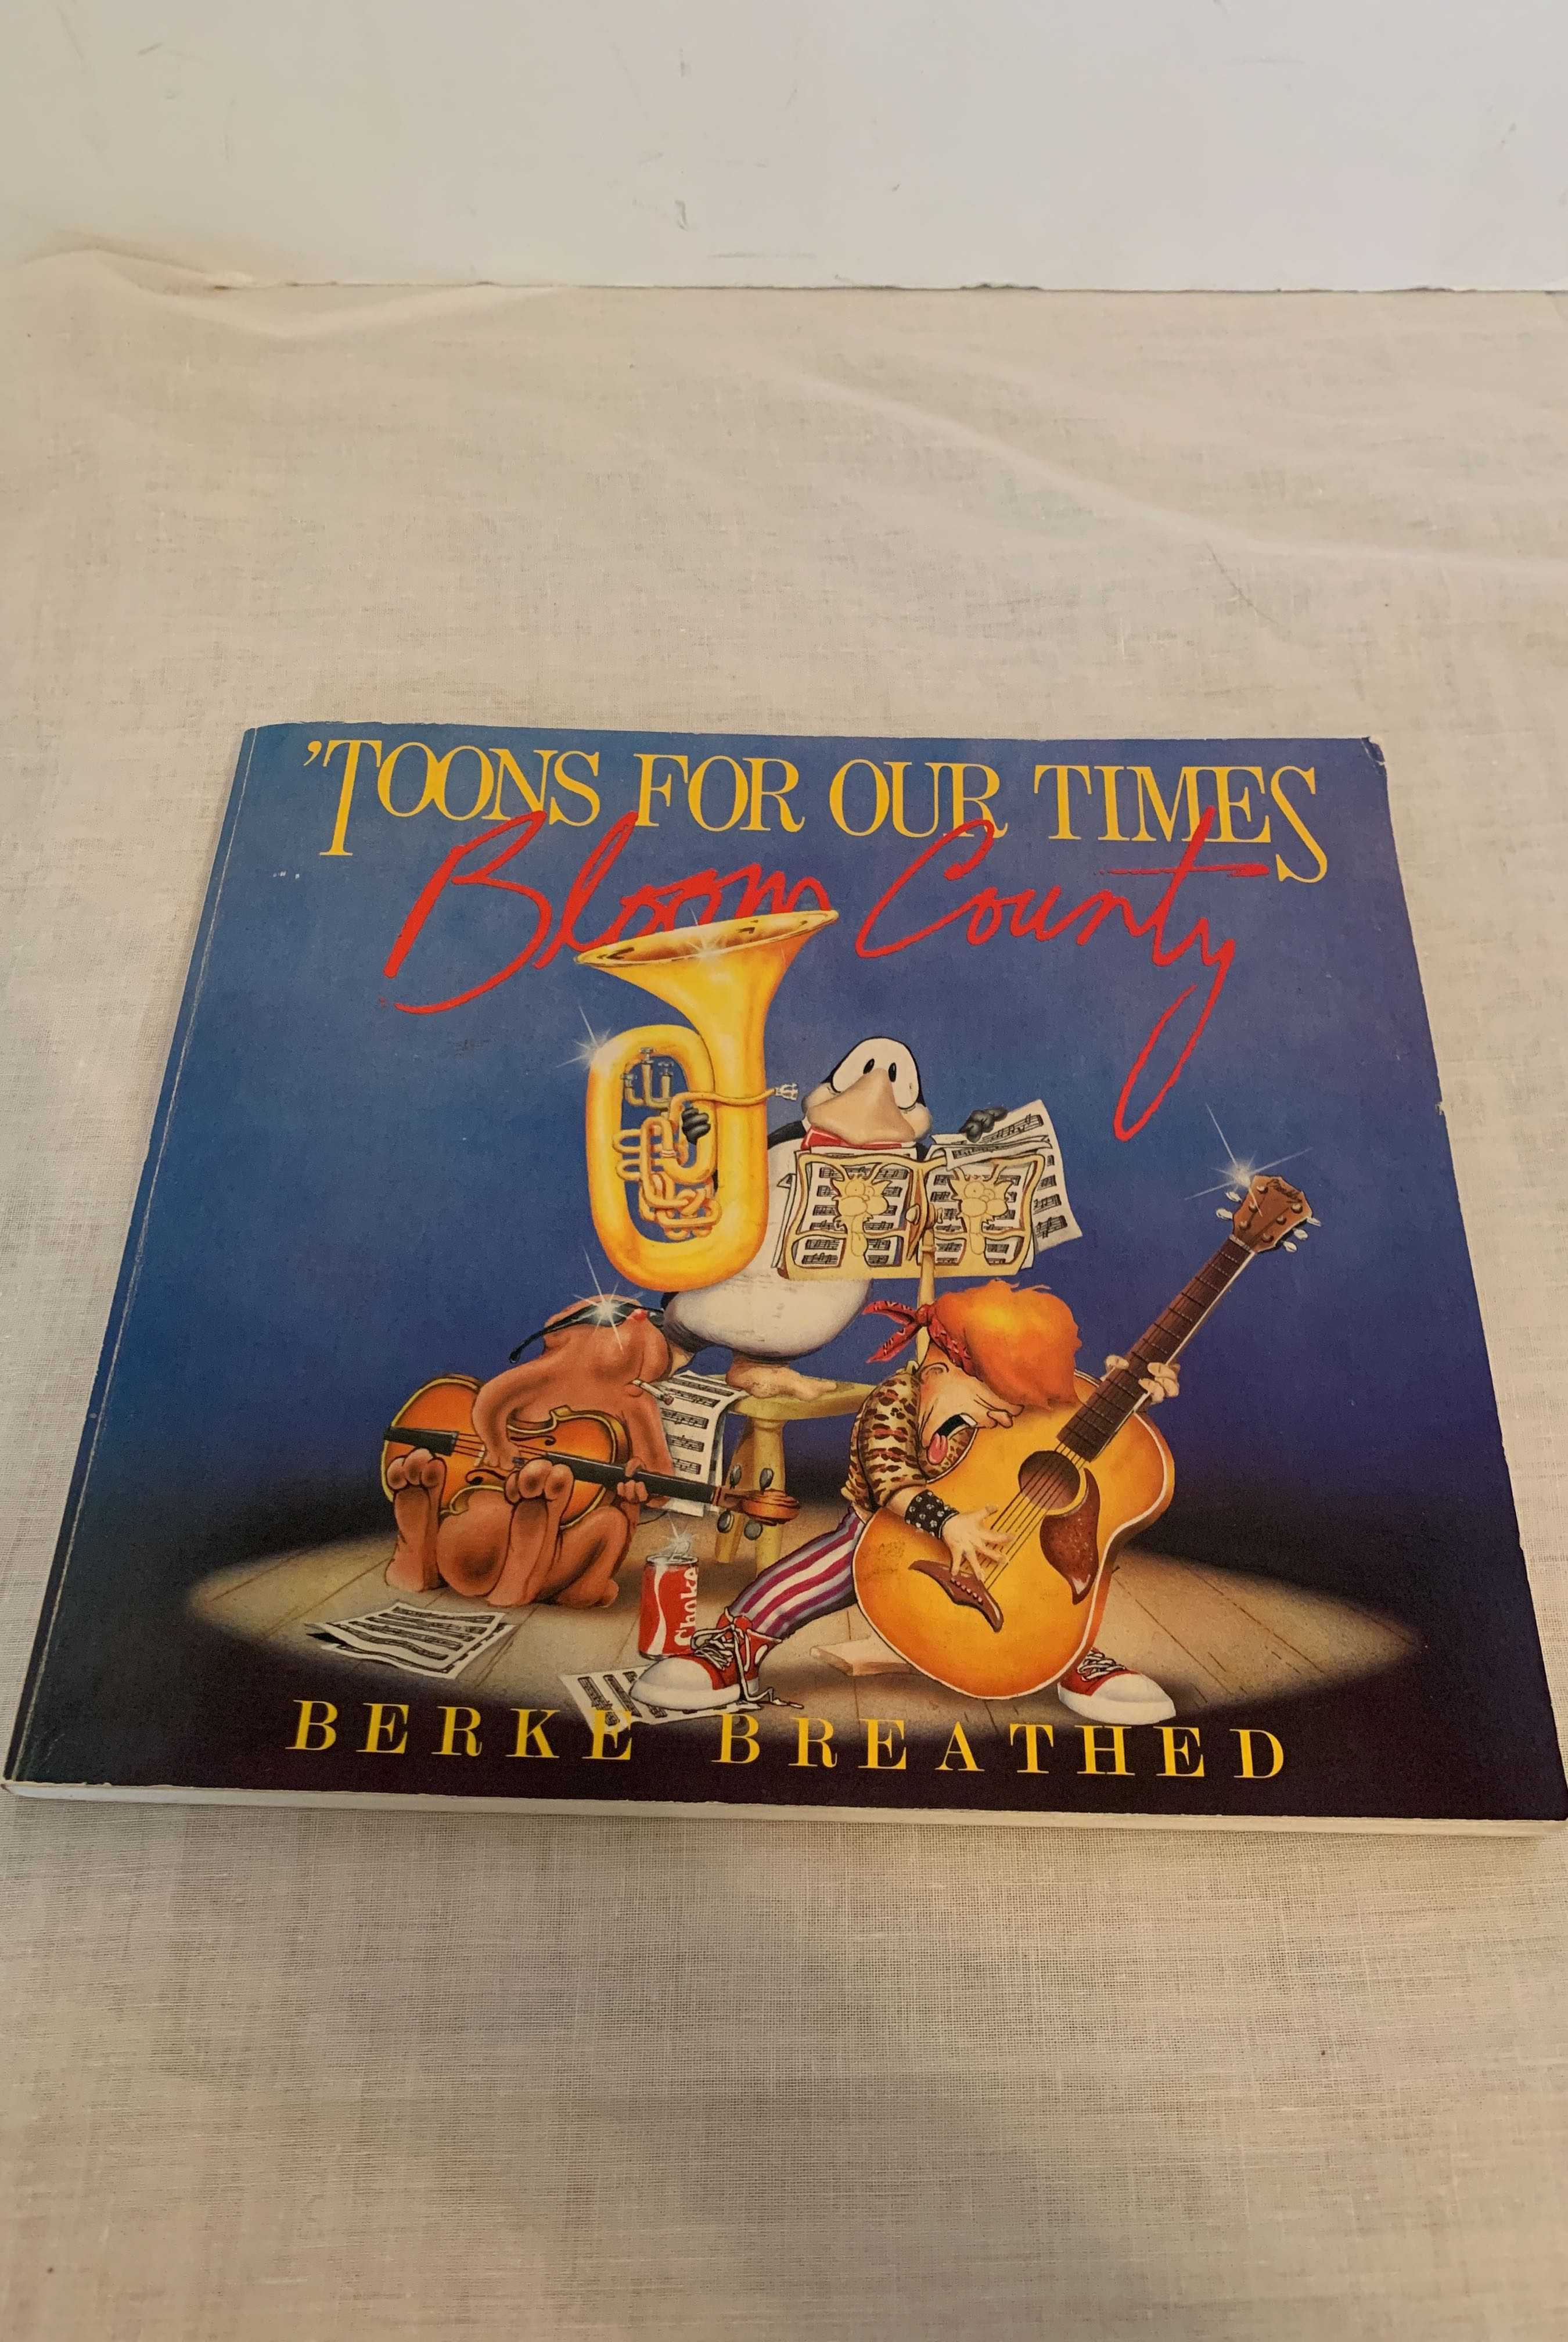 'TOONS FOR OUR TIMES
Bloom County
Choke
BERKE BREATHED